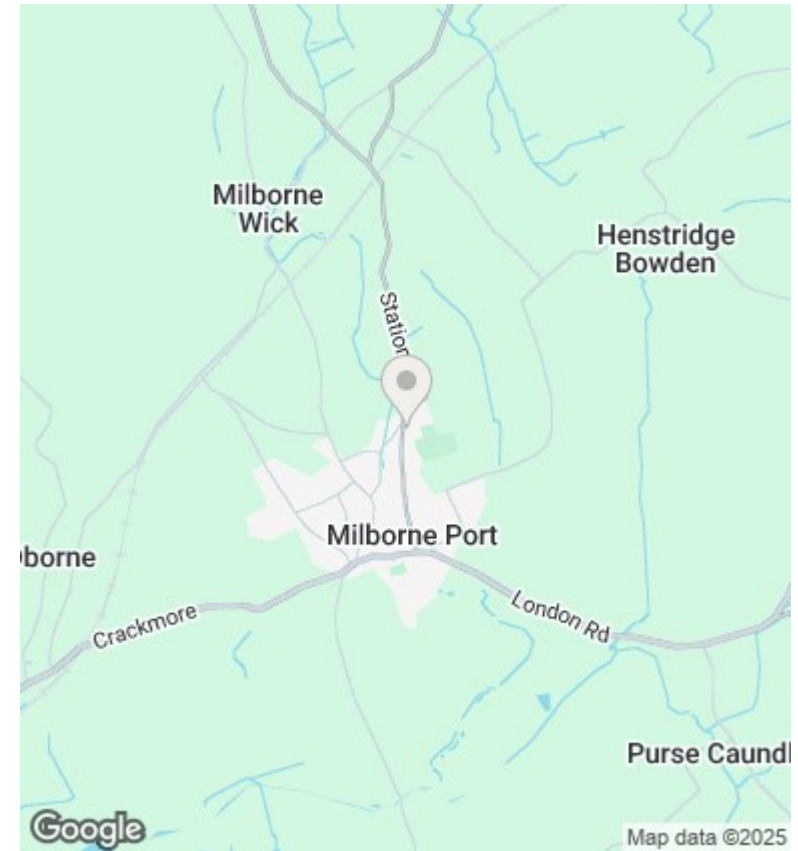 Milborne
Wick
Henstridge
Bowden
Station
Milborne Port
borne
Crackmore
London Rd
Purse Caundl
Google
Map data ©2025